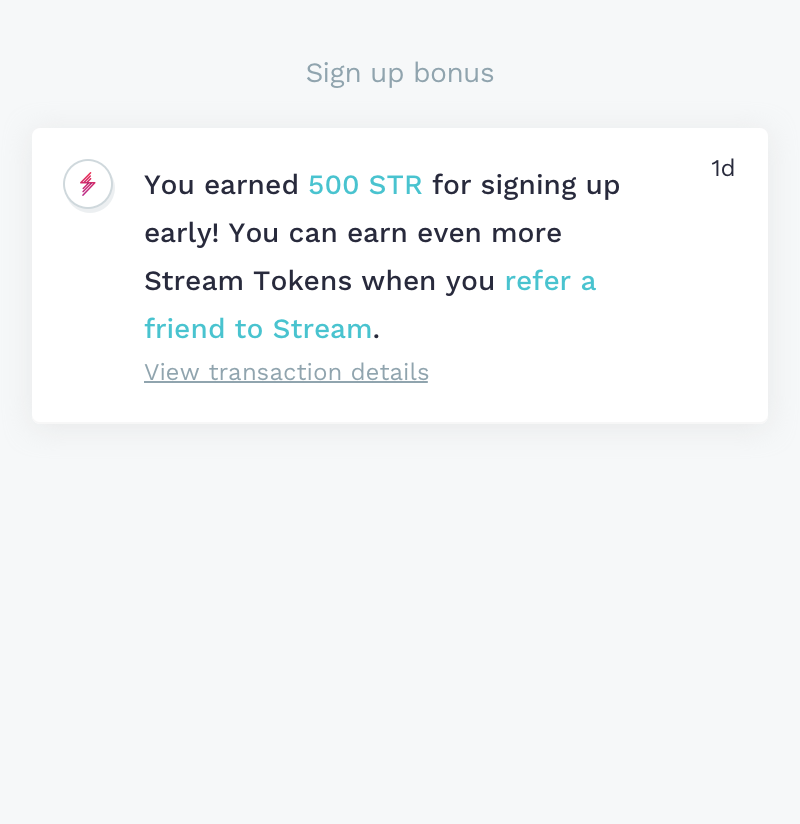 Sign up bonus
1d
You earned 500 STR for signing up
early! You can earn even more
Stream Tokens when you refer a
friend to Stream.
View transaction details